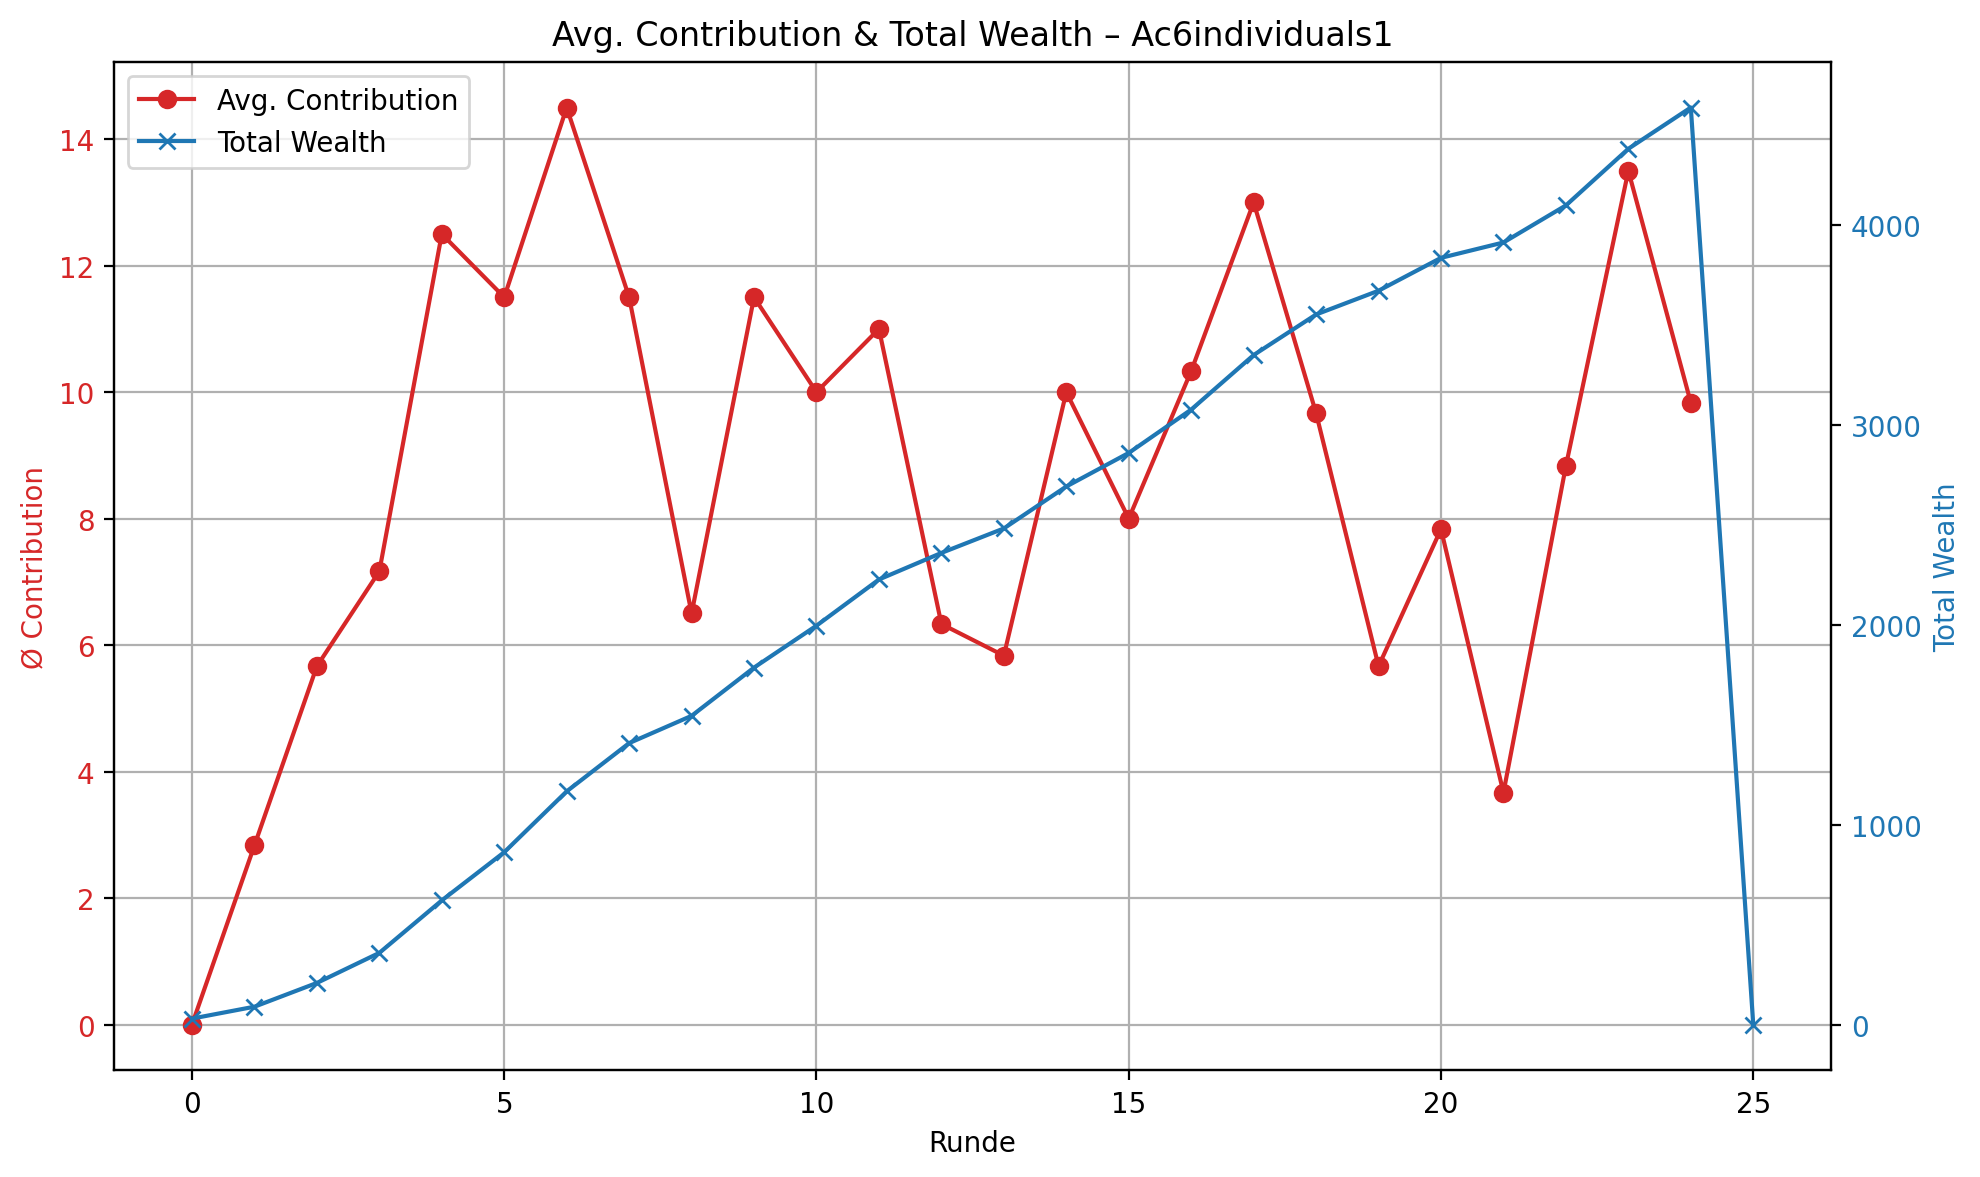 Avg. Contribution & Total Wealth – Ac6individuals1
Avg. Contribution
Total Wealth
14
12
10
8
6
4
2
0
Ø Contribution
4000
3000
2000
1000
0
Total Wealth
0 5 10 15 20 25
Runde